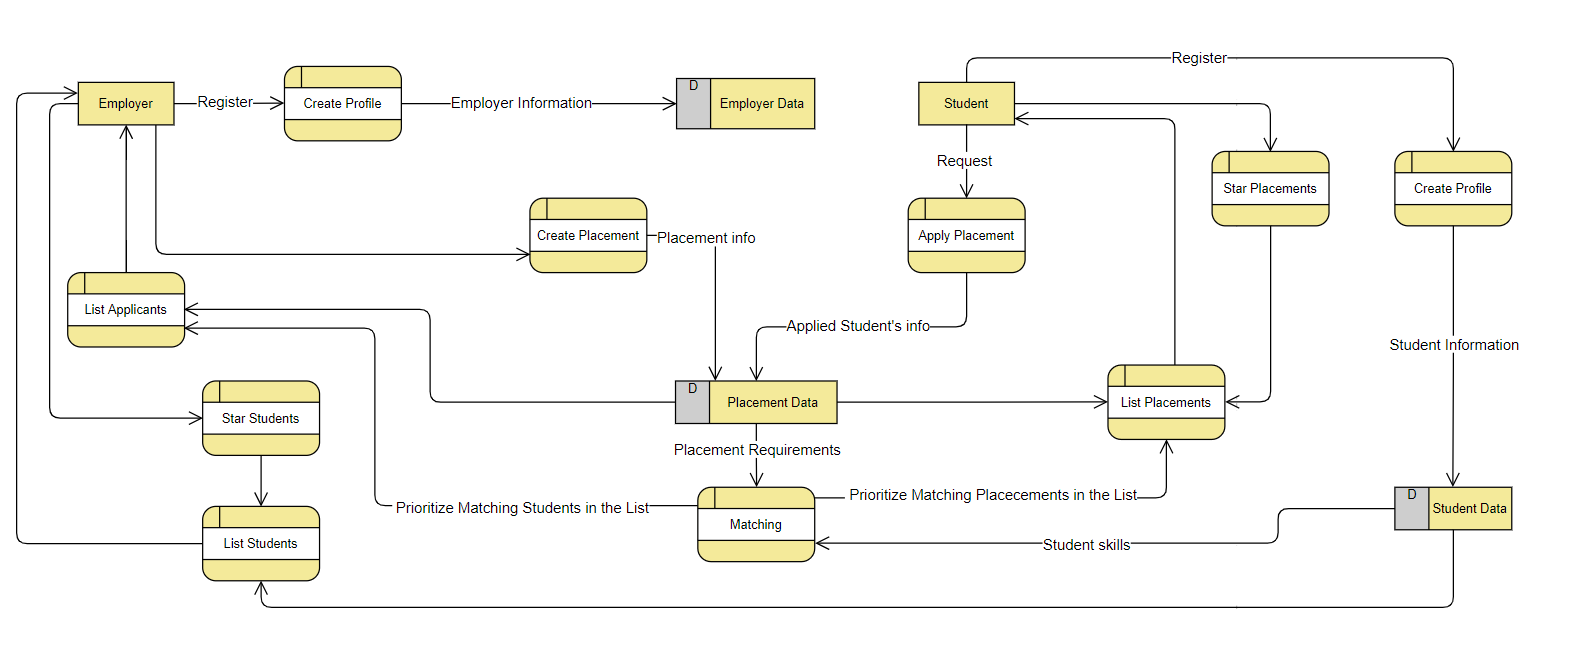 Register
Employer
Register
Create Profile
Employer Information
D
Employer Data
Student
Request
Star Placements
Create Profile
Create Placement
Placement info
Apply Placement
List Applicants
Applied Student's info
Student Information
D
Placement Data
List Placements
Star Students
Placement Requirements
Prioritize Matching Students in the List
Prioritize Matching Placecements in the List
D
Student Data
Matching
List Students
Student skills